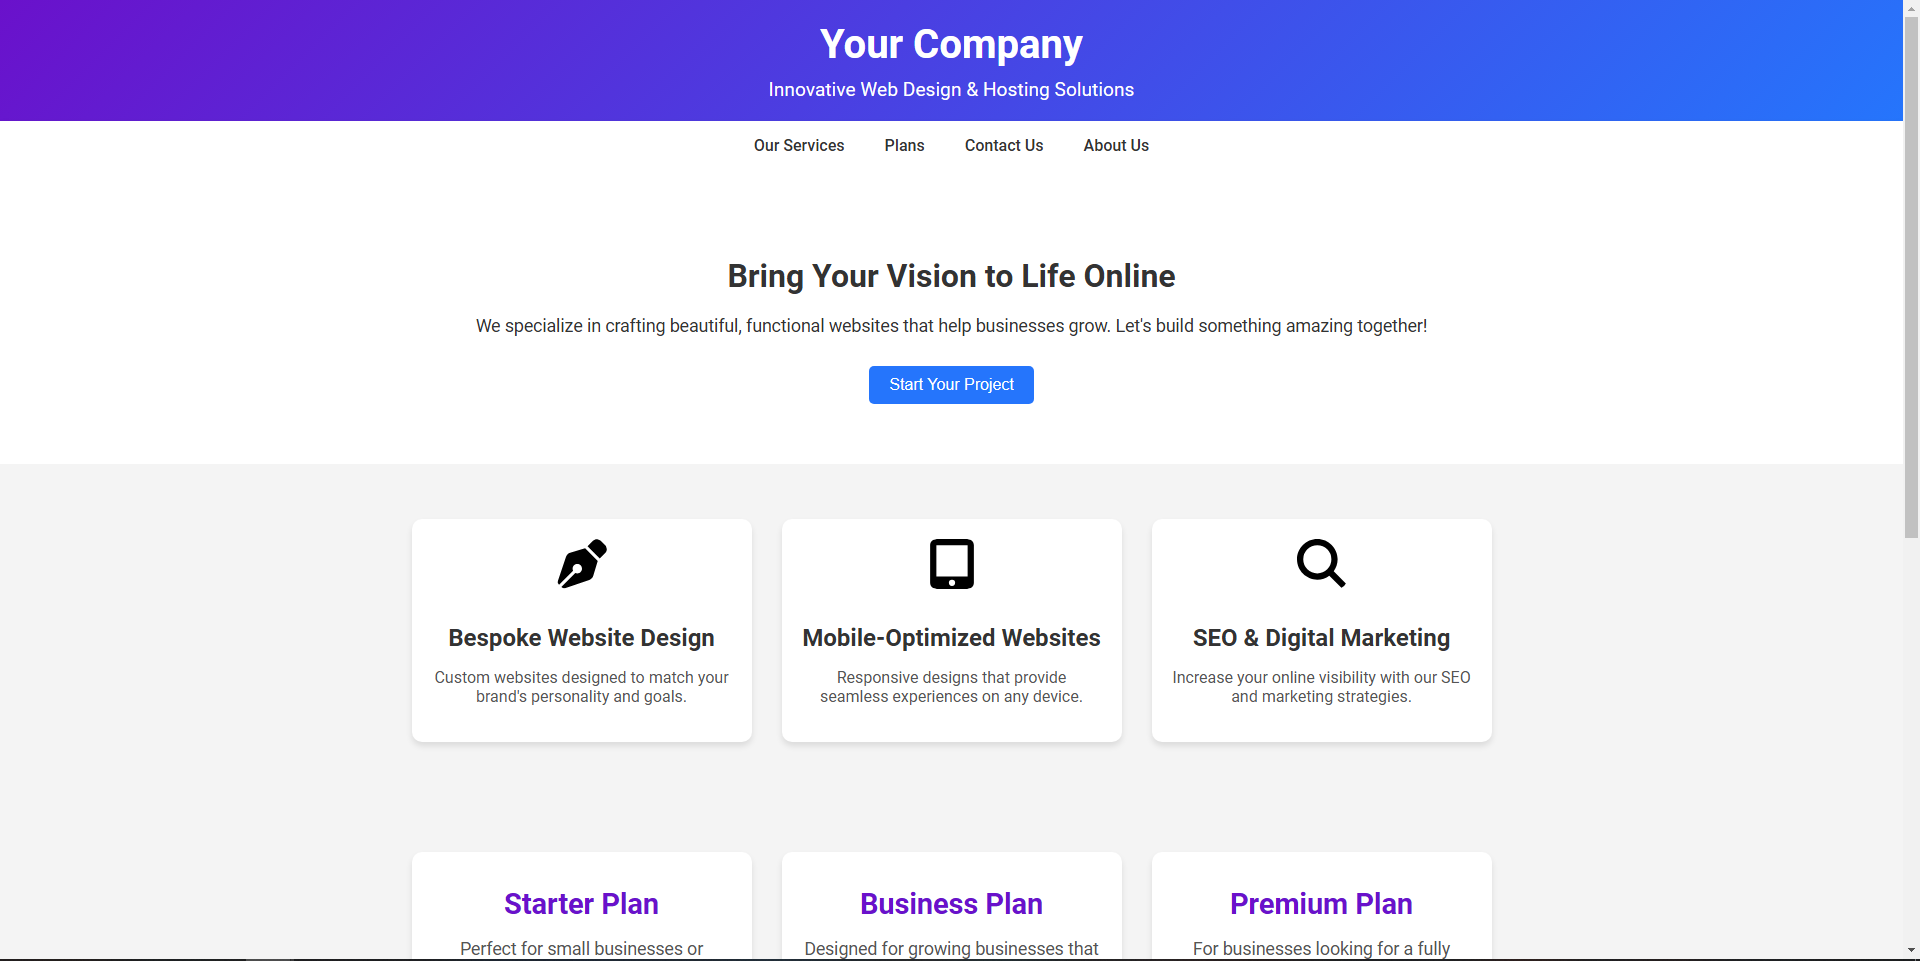 Your Company
Innovative Web Design & Hosting Solutions
Our Services Plans Contact Us About Us
Bring Your Vision to Life Online
We specialize in crafting beautiful, functional websites that help businesses grow. Let's build something amazing together!
Start Your Project
Bespoke Website Design
Custom websites designed to match your
brand's personality and goals.
Mobile-Optimized Websites
Responsive designs that provide
seamless experiences on any device.
SEO & Digital Marketing
Increase your online visibility with our SEO
and marketing strategies.
Starter Plan
Perfect for small businesses or
Business Plan
Designed for growing businesses that
Premium Plan
For businesses looking for a fully